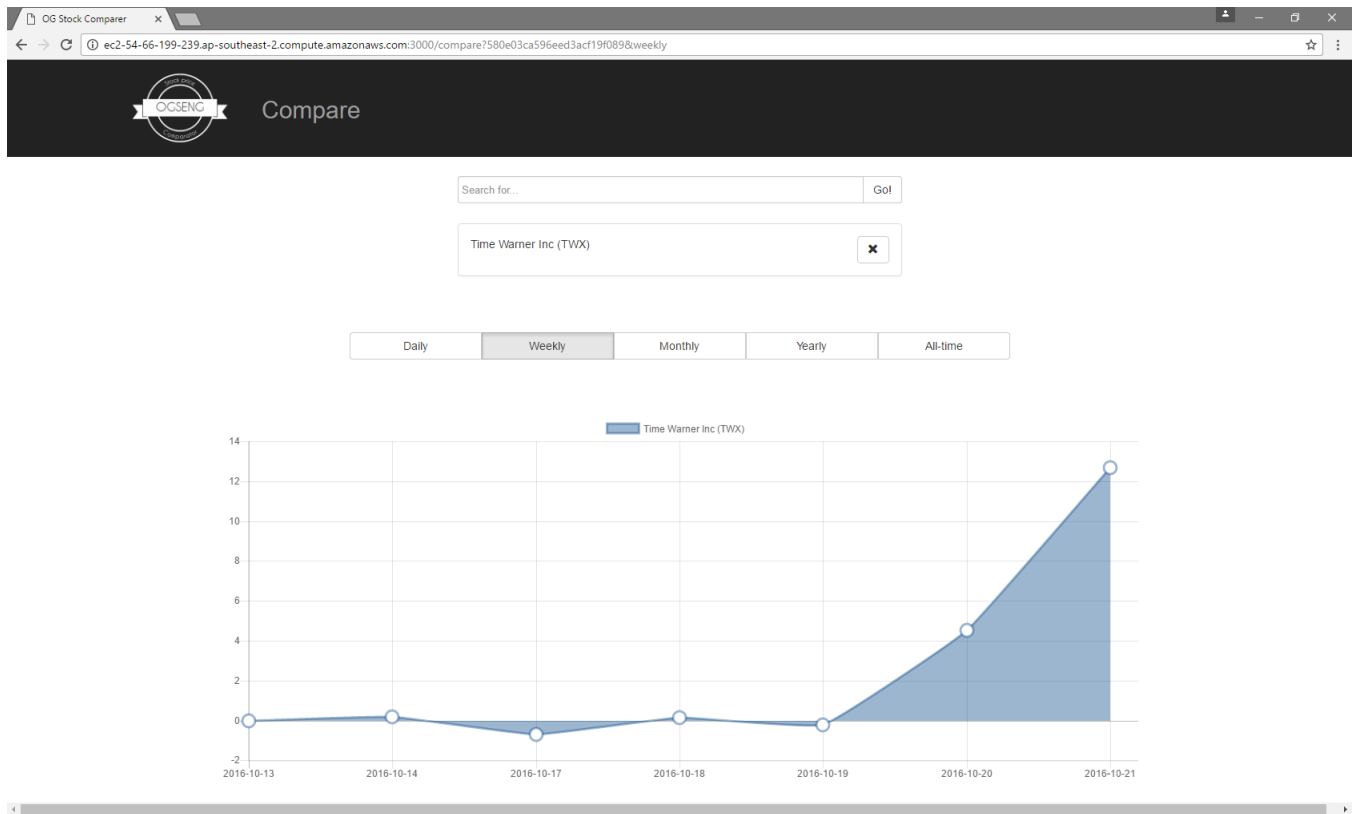 OG Stock Comparer
ec2-54-66-199-239.ap-southeast-2.compute.amazonaws.com:3000/compare?580e03ca596eed3acf19f089&weekly
Stock price
OGSENG
Comparator
Compare
Search for... Go!
Time Warner Inc (TWX)
Daily Weekly Monthly Yearly All-time
Time Warner Inc (TWX)
14
12
10
8
6
4
2
0
-2
2016-10-13 2016-10-14 2016-10-17 2016-10-18 2016-10-19 2016-10-20 2016-10-21